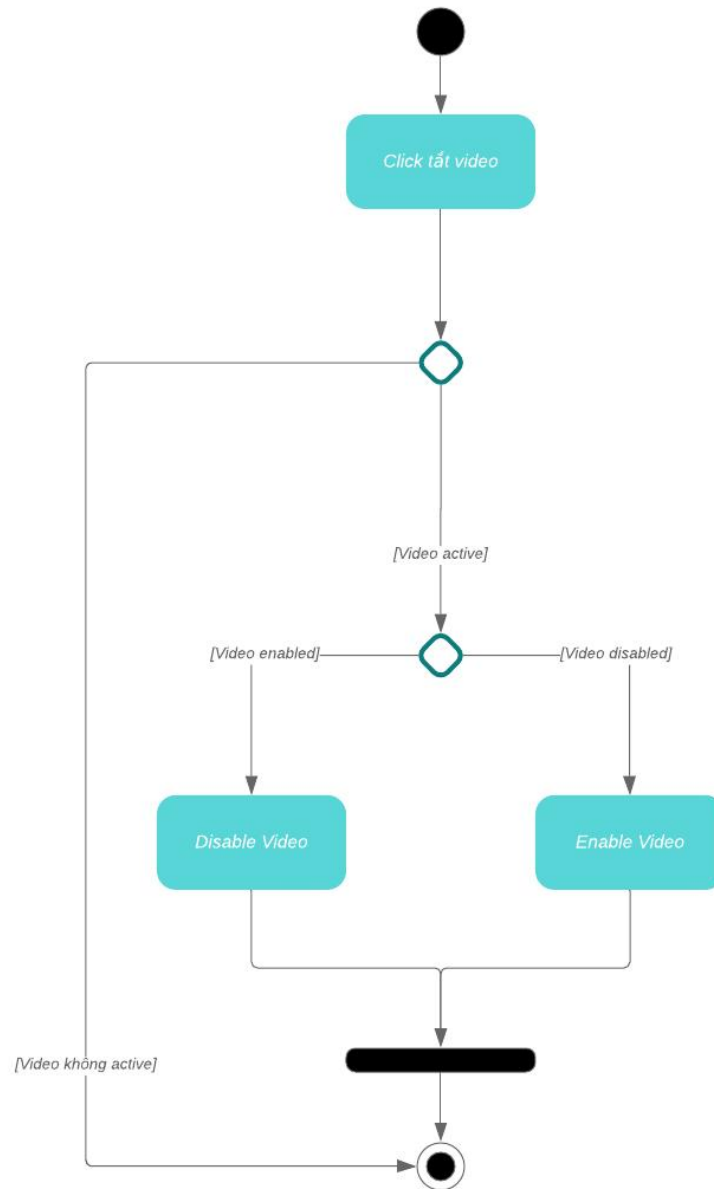 Click tắt video
[Video active]
[Video enabled]
[Video disabled]
Disable Video
Enable Video
[Video không active]